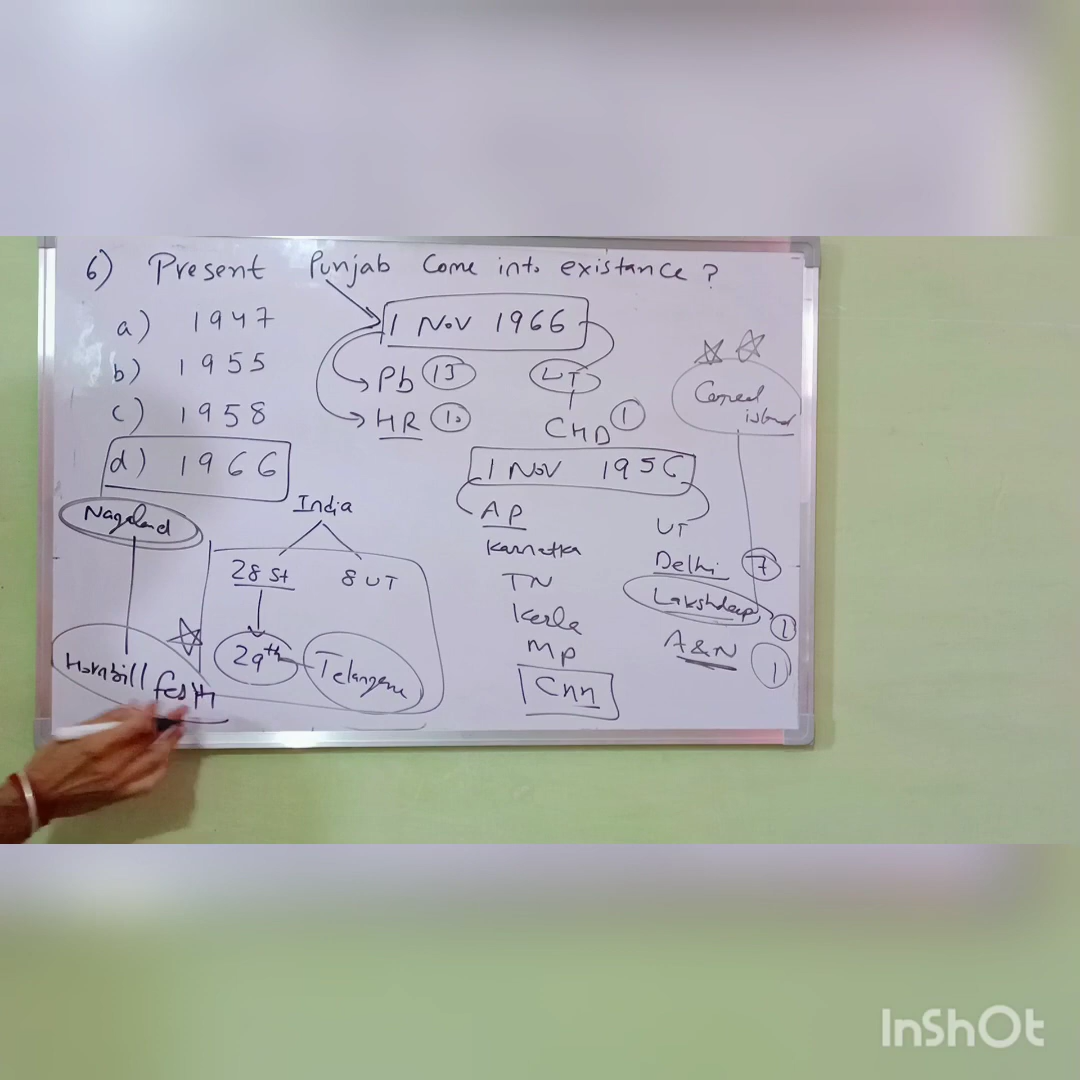 6) Present Punjab Come into existance ?
a) 1947
b) 1955
c) 1958
d) 1966
1 Nov 1966
Pb 13
HR 10
UT
CHD 1
1 Nov 1956
AP
Karnatka
TN
Kerla
MP
Cnn
UT
Delhi 7
Lakshdeep 1
A&N 1
Coral island
Nagaland
Hornbill fest
India
28 St
8 UT
29th
Telangana
InShOt